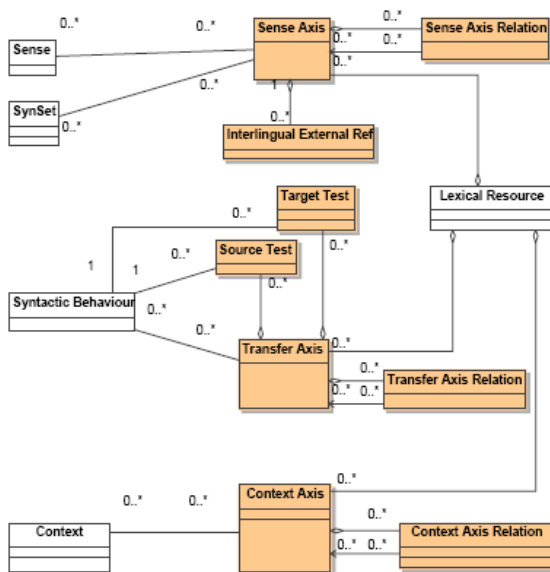 0..* 0..* Sense Axis 0..* Sense Axis Relation
Sense 0..* 0..*
0..*
SynSet 0..* 1
0..* 0..*
Interlingual External Ref
Target Test Lexical Resource
0..*
0..* Source Test 0..*
1 1
Syntactic Behaviour 0..* 0..*
0..* 0..*
Transfer Axis
0..*
0..* 0..* Transfer Axis Relation
0..*
0..* 0..* Context Axis
0..*
Context Context Axis Relation
0..* 0..*